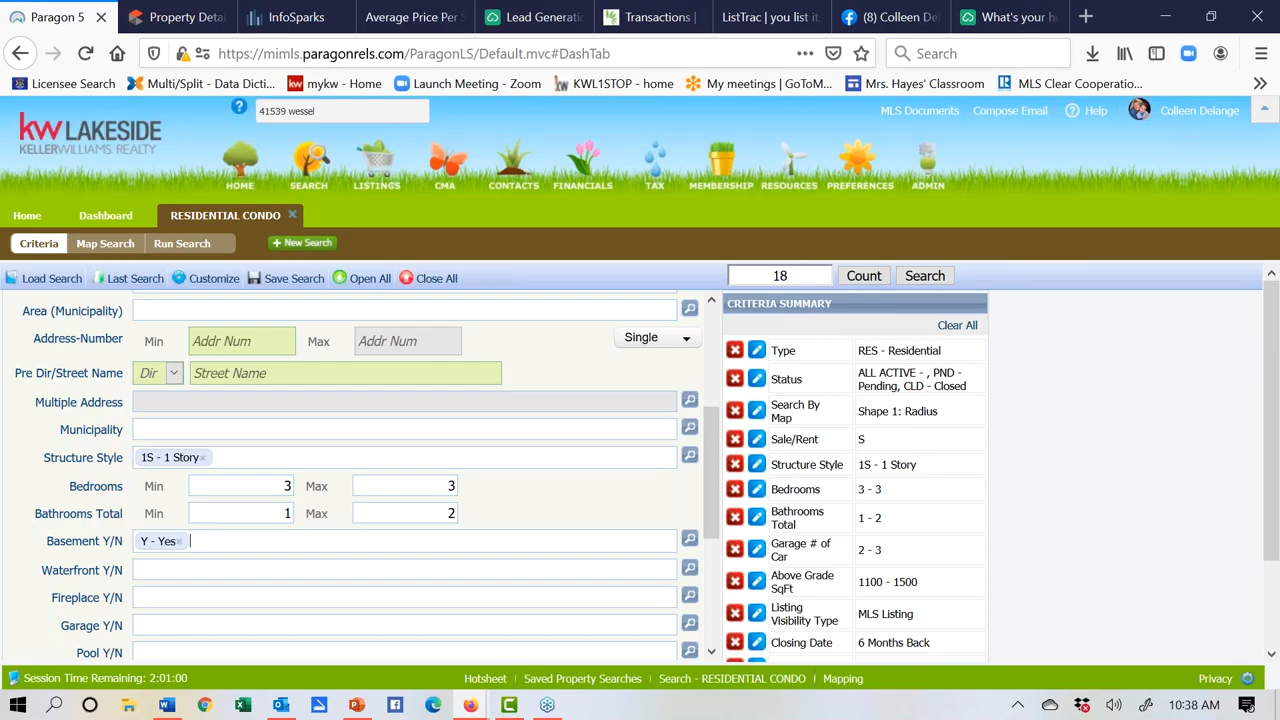 Paragon 5
Property Detai
InfoSparks
Average Price Per S
Lead Generatio
Transactions |
ListTrac | you list it.
(8) Colleen Del
What's your ho
https://mimls.paragonrels.com/ParagonLS/Default.mvc#DashTab
Search
Licensee Search
Multi/Split - Data Dicti...
mykw - Home
Launch Meeting - Zoom
KWL1STOP - home
My meetings | GoToM...
Mrs. Hayes' Classroom
MLS Clear Cooperatio...
kw LAKESIDE
KELLERWILLIAMS. REALTY
41539 wessel
MLS Documents
Compose Email
Help
Colleen Delange
HOME
SEARCH
LISTINGS
CMA
CONTACTS
FINANCIALS
TAX
MEMBERSHIP
RESOURCES
PREFERENCES
ADMIN
Home
Dashboard
RESIDENTIAL CONDO
Criteria
Map Search
Run Search
New Search
Load Search
Last Search
Customize
Save Search
Open All
Close All
18
Count
Search
Area (Municipality)
Address-Number Min Addr Num Max Addr Num Single
Pre Dir/Street Name Dir Street Name
Multiple Address
Municipality
Structure Style 1S - 1 Story
Bedrooms Min 3 Max 3
Bathrooms Total Min 1 Max 2
Basement Y/N Y - Yes
Waterfront Y/N
Fireplace Y/N
Garage Y/N
Pool Y/N
CRITERIA SUMMARY
Clear All
Type RES - Residential
Status ALL ACTIVE - , PND -
Pending, CLD - Closed
Search By
Map Shape 1: Radius
Sale/Rent S
Structure Style 1S - 1 Story
Bedrooms 3 - 3
Bathrooms
Total 1 - 2
Garage # of
Car 2 - 3
Above Grade
SqFt 1100 - 1500
Listing
Visibility Type MLS Listing
Closing Date 6 Months Back
Session Time Remaining: 2:01:00
Hotsheet | Saved Property Searches | Search - RESIDENTIAL CONDO | Mapping
Privacy
10:38 AM